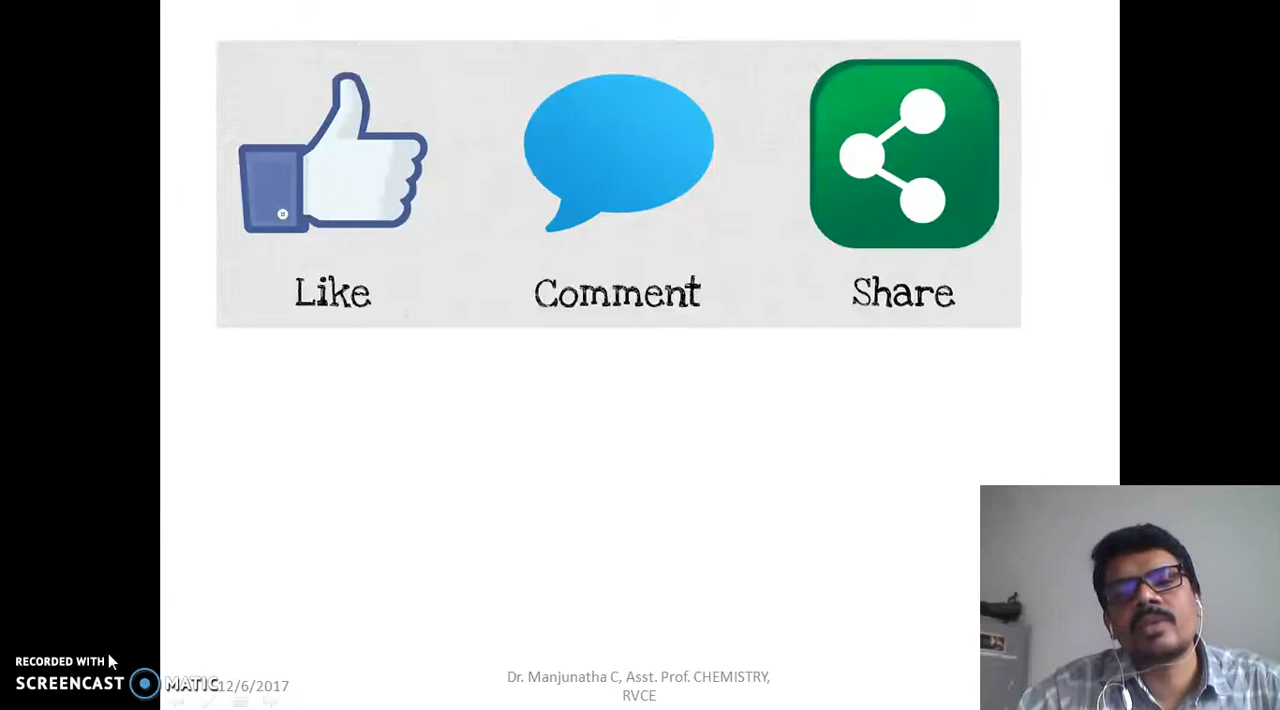 Like Comment Share
RECORDED WITH
SCREENCAST MATIC
12/6/2017
Dr. Manjunatha C, Asst. Prof. CHEMISTRY,
RVCE